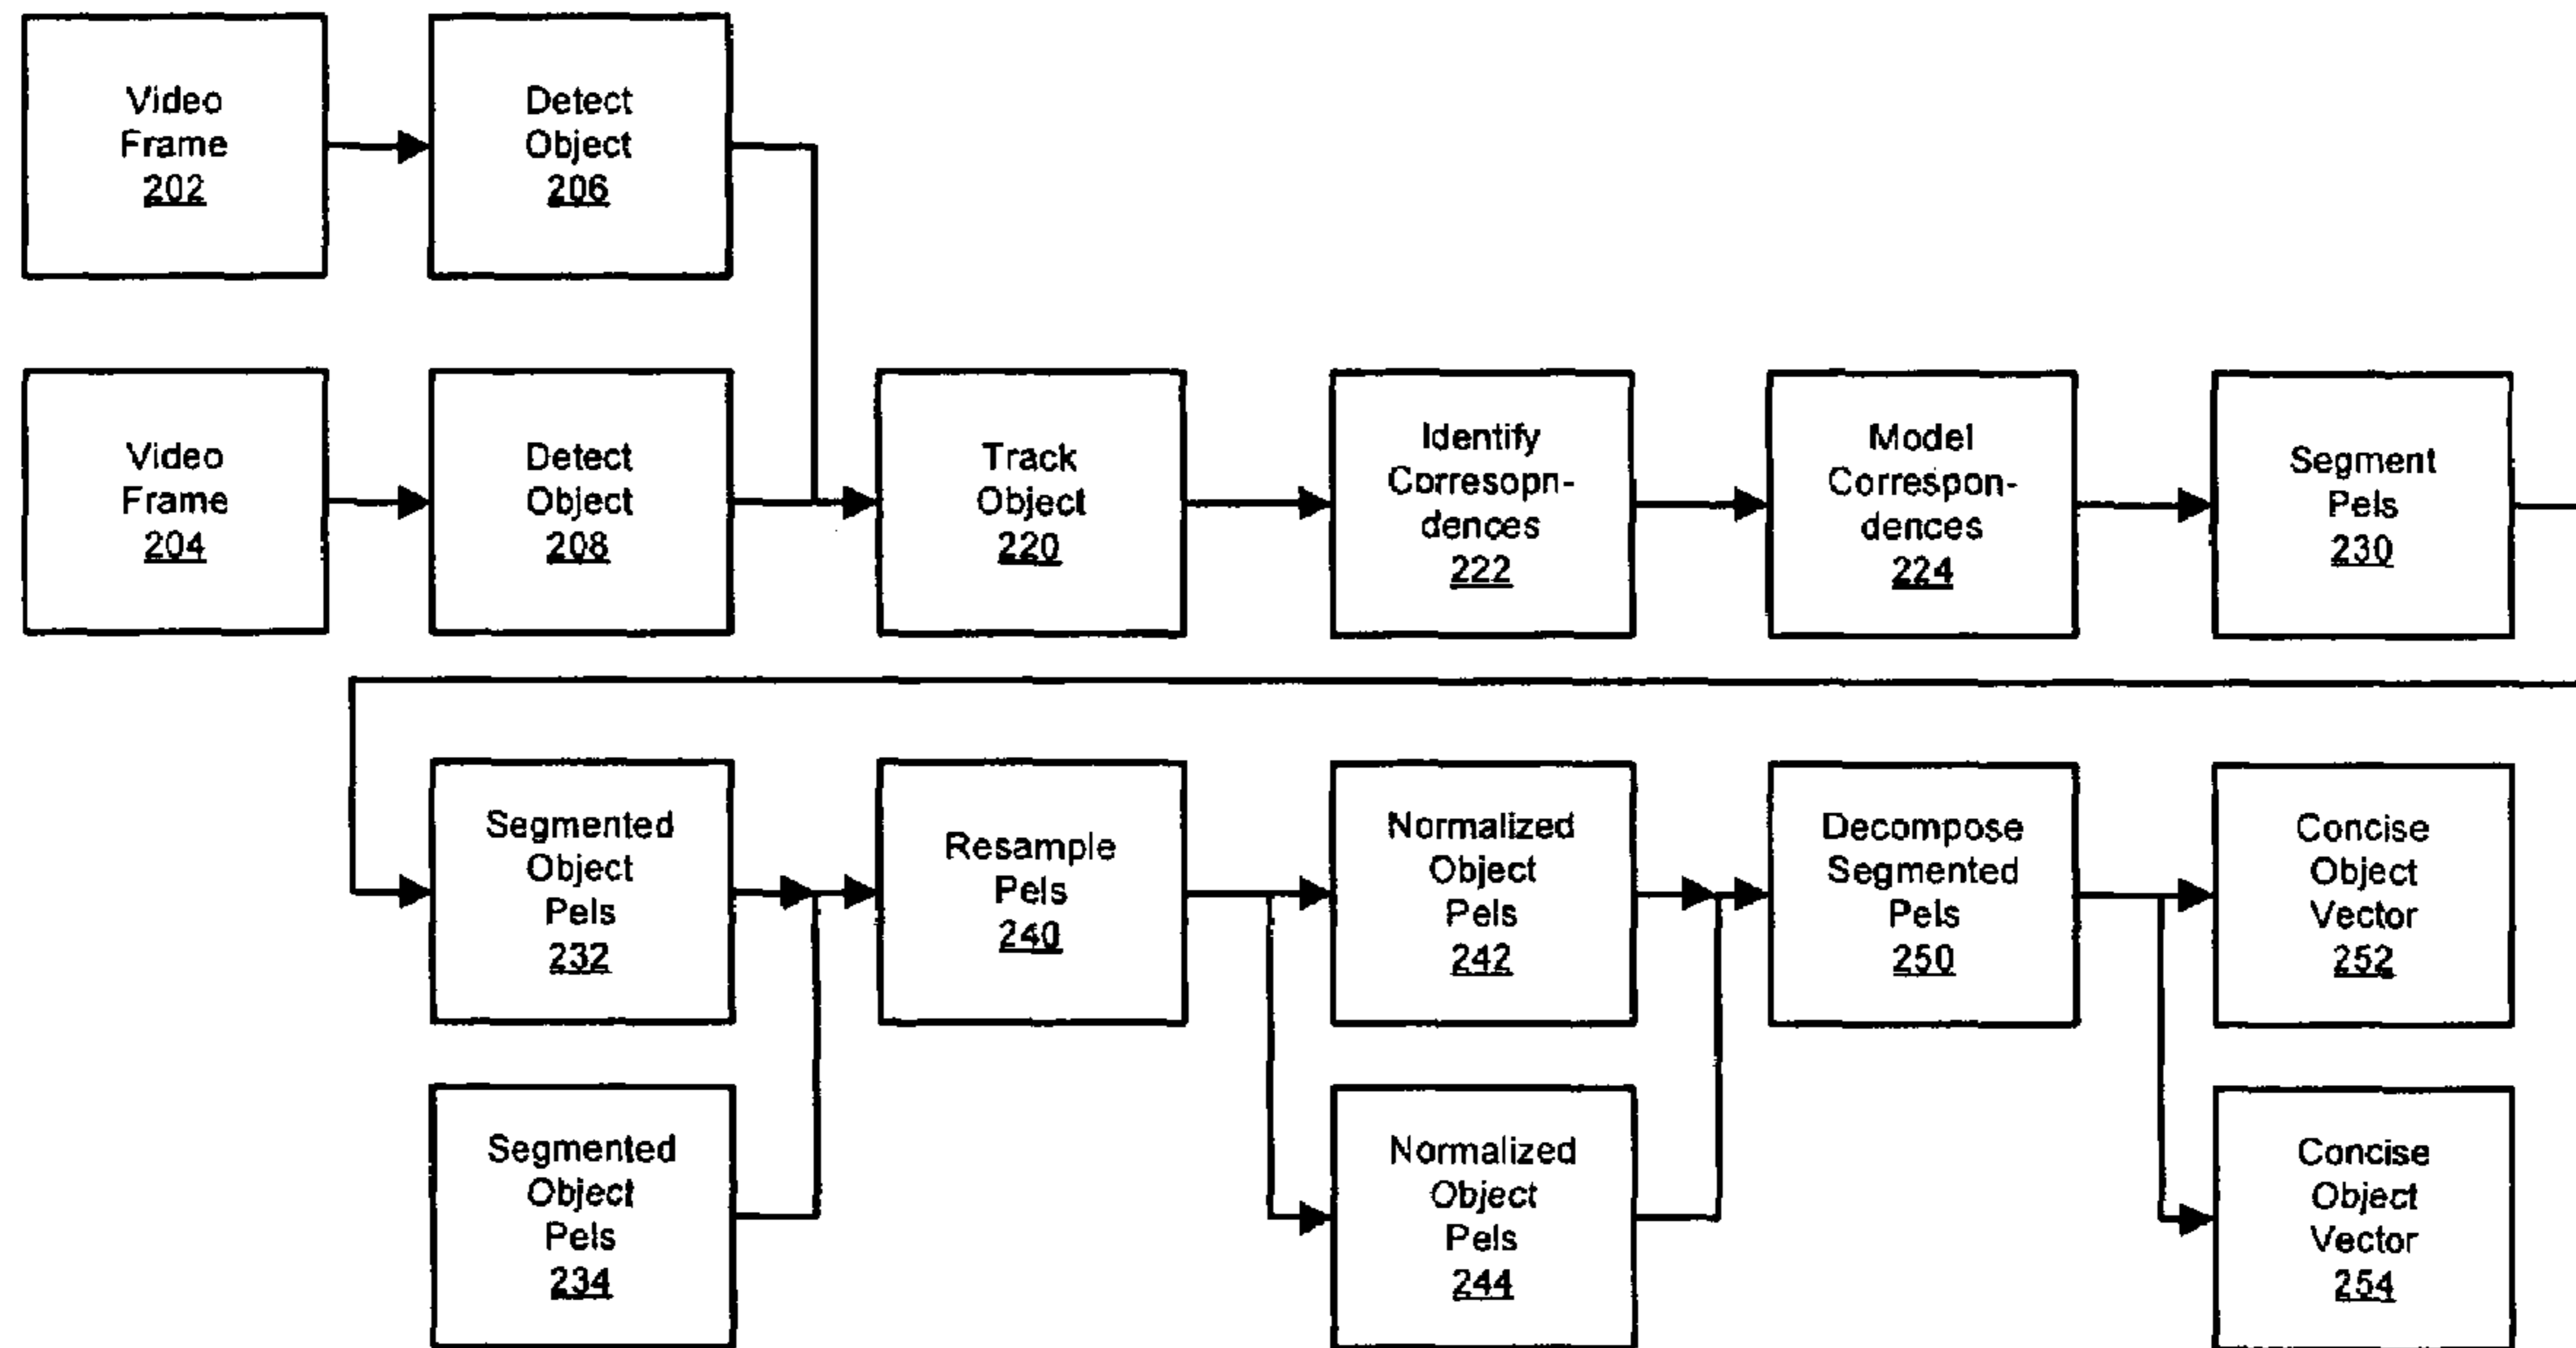 Video
Frame
202
Detect
Object
206
Video
Frame
204
Detect
Object
208
Track
Object
220
Identify
Corresopn-
dences
222
Model
Correspon-
dences
224
Segment
Pels
230
Segmented
Object
Pels
232
Resample
Pels
240
Normalized
Object
Pels
242
Decompose
Segmented
Pels
250
Concise
Object
Vector
252
Segmented
Object
Pels
234
Normalized
Object
Pels
244
Concise
Object
Vector
254